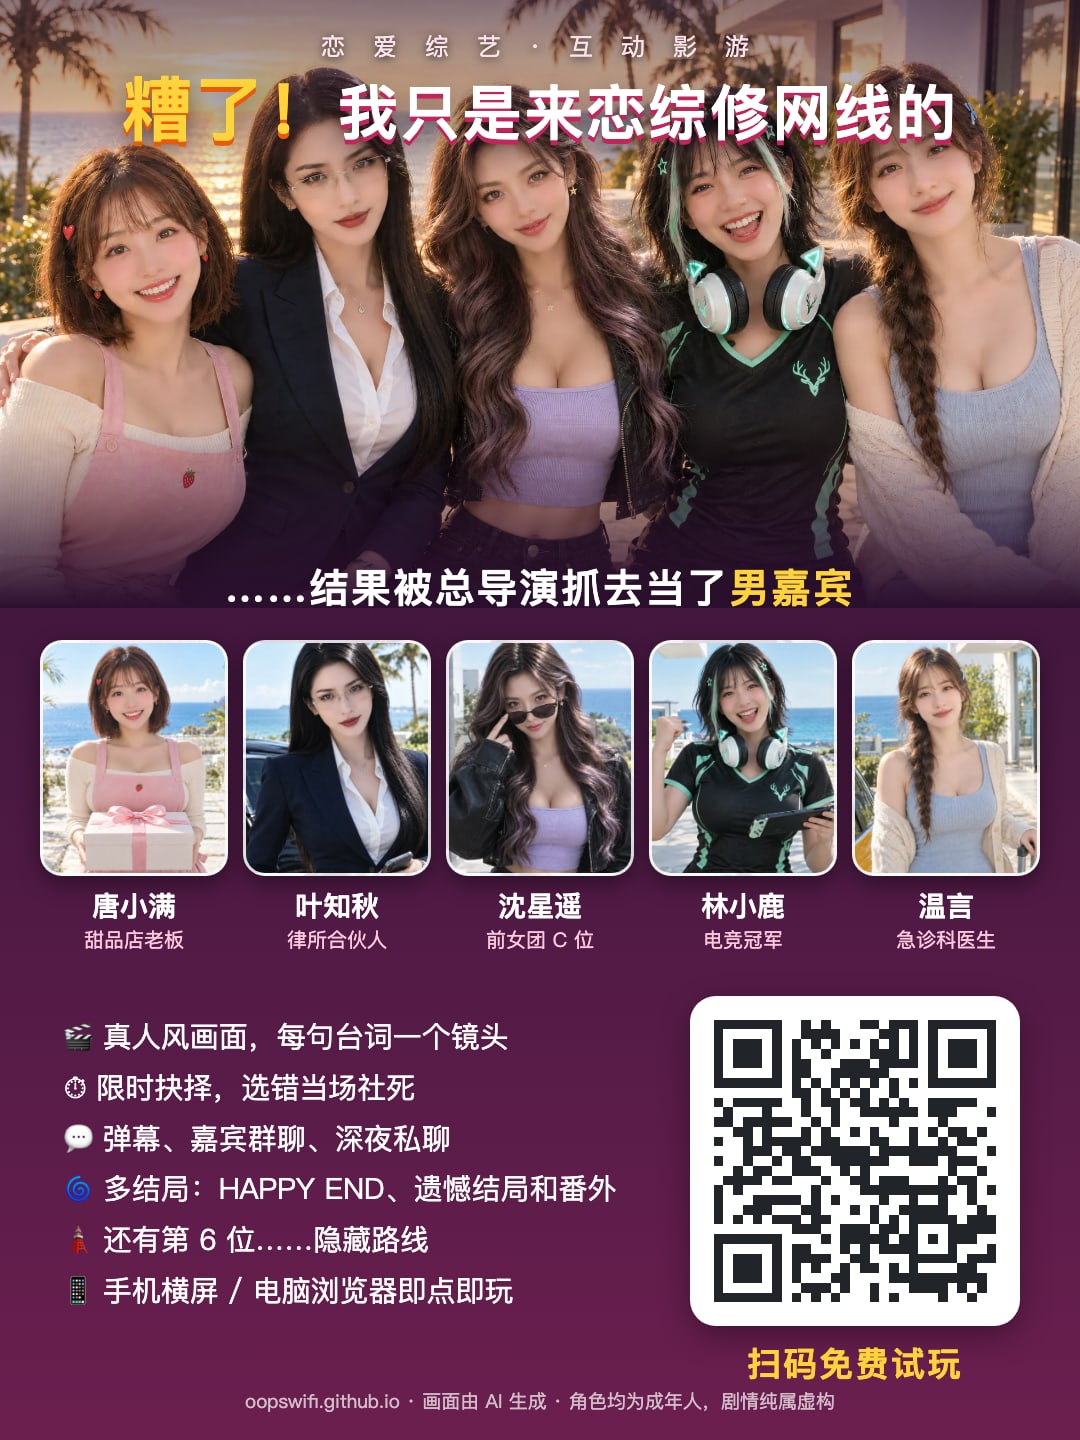 恋爱综艺·互动影游
糟了！我只是来恋综修网线的
……结果被总导演抓去当了男嘉宾
唐小满
甜品店老板
叶知秋
律所合伙人
沈星遥
前女团 C 位
林小鹿
电竞冠军
温言
急诊科医生
🎬 真人风画面，每句台词一个镜头
⏱ 限时抉择，选错当场社死
💬 弹幕、嘉宾群聊、深夜私聊
🌀 多结局：HAPPY END、遗憾结局和番外
🗼 还有第 6 位……隐藏路线
📱 手机横屏 / 电脑浏览器即点即玩
扫码免费试玩
oopswifi.github.io · 画面由 AI 生成 · 角色均为成年人，剧情纯属虚构